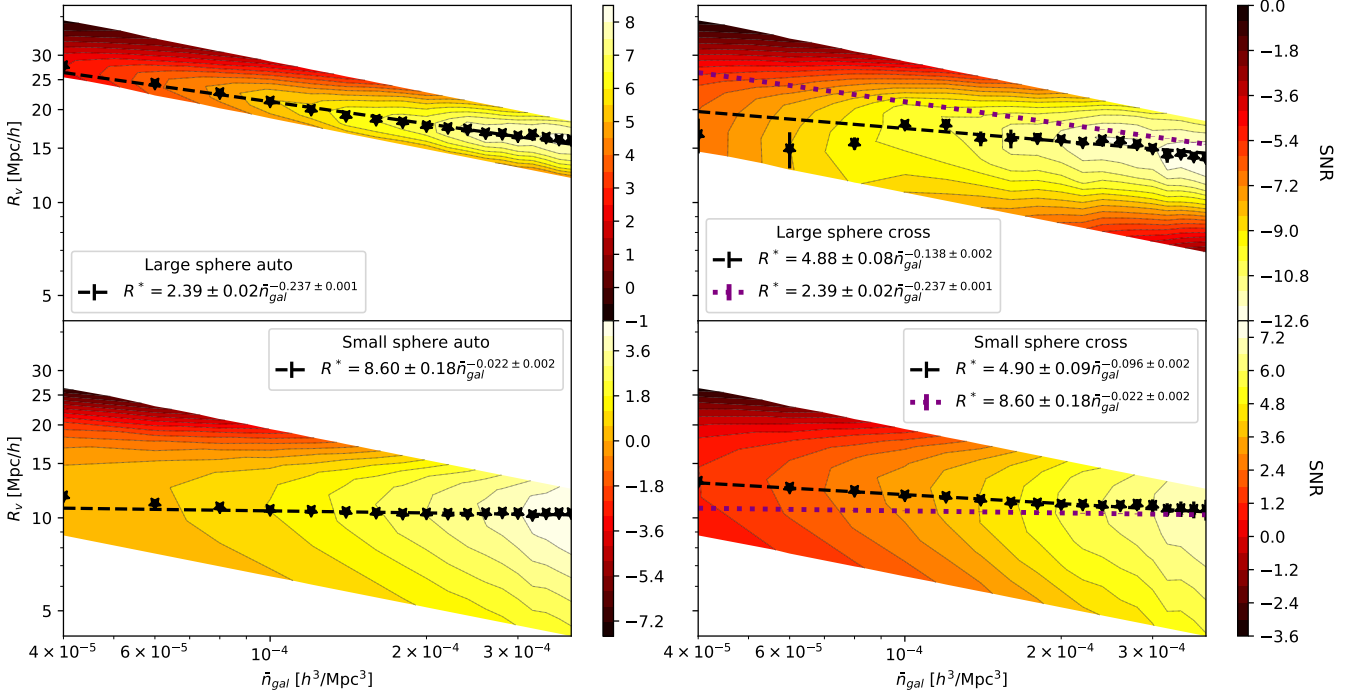 R_v [Mpc/h]
30
25
20
15
10
5
Large sphere auto
R* = 2.39 ± 0.02n̄_{gal}^{−0.237 ± 0.001}
8
7
6
5
4
3
2
1
0
−1
Large sphere cross
R* = 4.88 ± 0.08n̄_{gal}^{−0.138 ± 0.002}
R* = 2.39 ± 0.02n̄_{gal}^{−0.237 ± 0.001}
0.0
−1.8
−3.6
−5.4
−7.2
−9.0
−10.8
−12.6
SNR
R_v [Mpc/h]
30
25
20
15
10
5
Small sphere auto
R* = 8.60 ± 0.18n̄_{gal}^{−0.022 ± 0.002}
3.6
1.8
0.0
−1.8
−3.6
−5.4
−7.2
Small sphere cross
R* = 4.90 ± 0.09n̄_{gal}^{−0.096 ± 0.002}
R* = 8.60 ± 0.18n̄_{gal}^{−0.022 ± 0.002}
7.2
6.0
4.8
3.6
2.4
1.2
0.0
−1.2
−2.4
−3.6
SNR
4 × 10⁻⁵ 6 × 10⁻⁵ 10⁻⁴ 2 × 10⁻⁴ 3 × 10⁻⁴
n̄_{gal} [h³/Mpc³]
4 × 10⁻⁵ 6 × 10⁻⁵ 10⁻⁴ 2 × 10⁻⁴ 3 × 10⁻⁴
n̄_{gal} [h³/Mpc³]